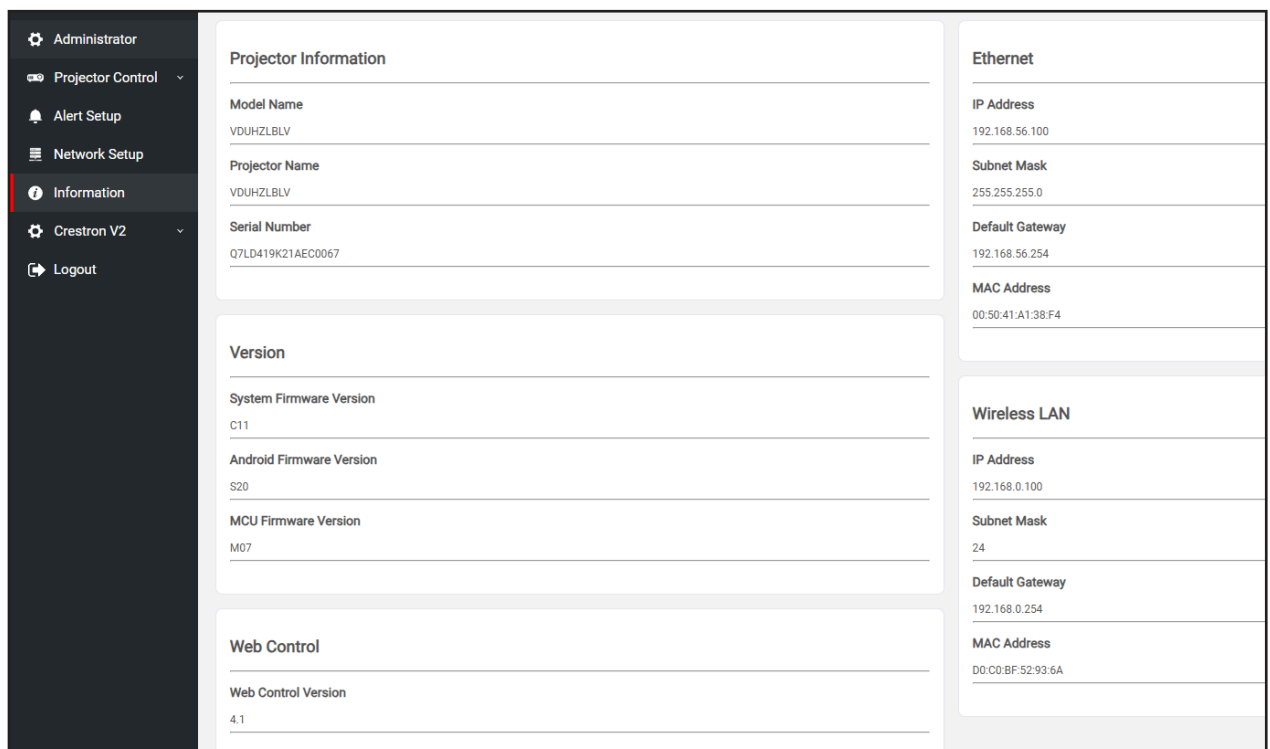 Administrator
Projector Control
Alert Setup
Network Setup
Information
Crestron V2
Logout
Projector Information
Model Name
VDUHZLBLV
Projector Name
VDUHZLBLV
Serial Number
Q7LD419K21AEC0067
Version
System Firmware Version
C11
Android Firmware Version
S20
MCU Firmware Version
M07
Web Control
Web Control Version
4.1
Ethernet
IP Address
192.168.56.100
Subnet Mask
255.255.255.0
Default Gateway
192.168.56.254
MAC Address
00:50:41:A1:38:F4
Wireless LAN
IP Address
192.168.0.100
Subnet Mask
24
Default Gateway
192.168.0.254
MAC Address
D0:C0:BF:52:93:6A